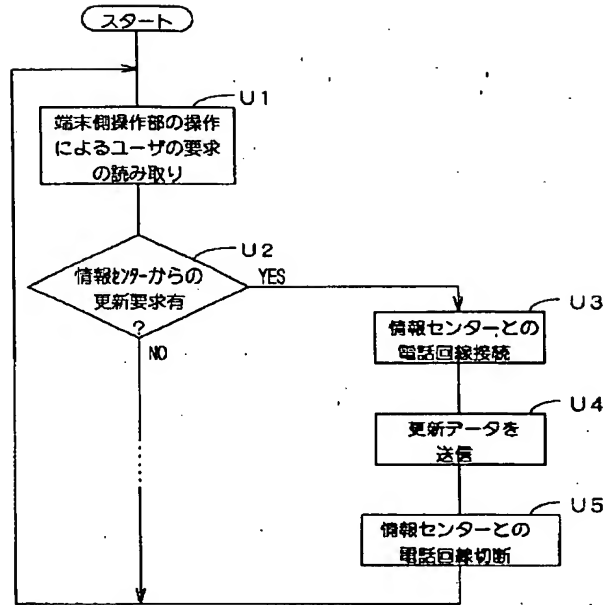 スタート
U1
端末側操作部の操作
によるユーザの要求
の読み取り
U2
情報センターからの
更新要求有
?
YES
NO
U3
情報センターとの
電話回線接続
U4
更新データを
送信
U5
情報センターとの
電話回線切断